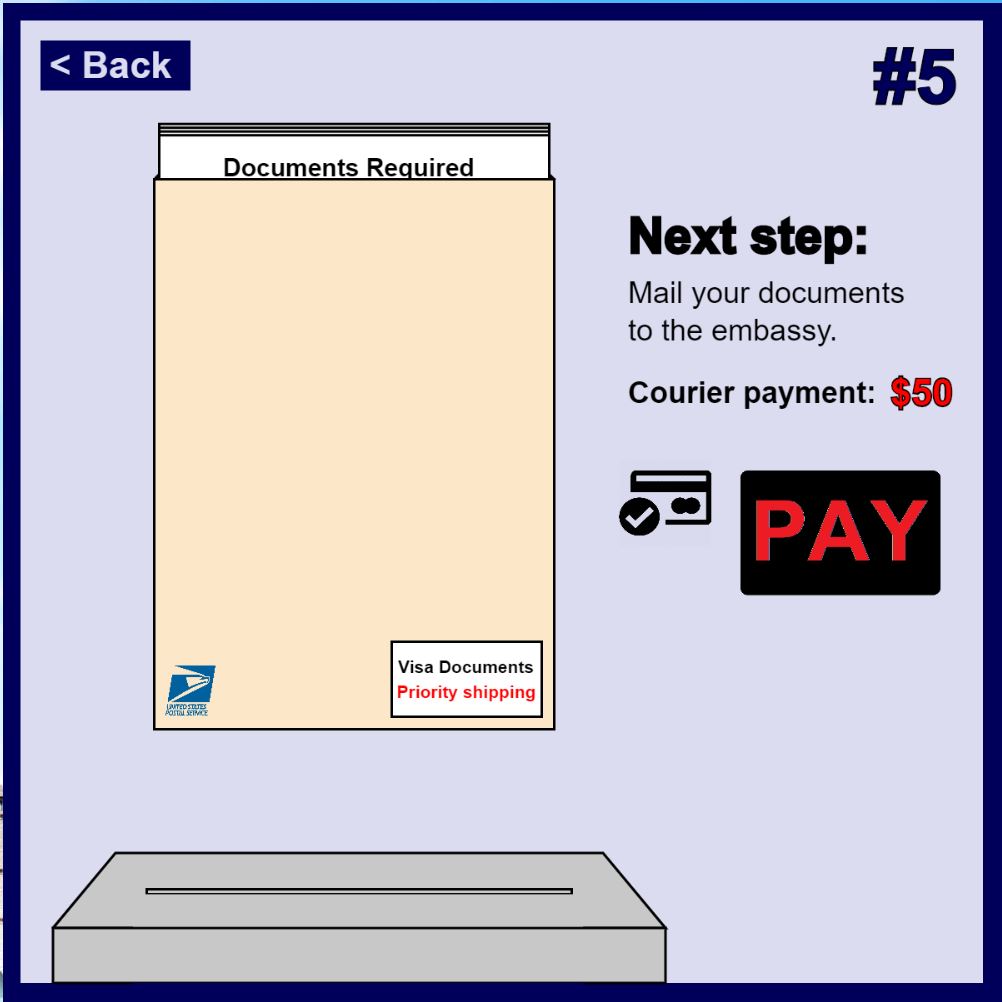 < Back
#5
Documents Required
Next step:
Mail your documents
to the embassy.
Courier payment: $50
PAY
Visa Documents
Priority shipping
UNITED STATES
POSTAL SERVICE